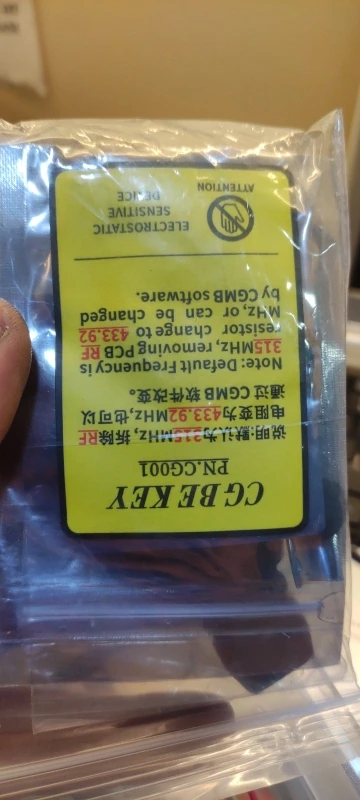 CG BE KEY
PN.CG001
说明:默认为315MHz, 拆除RF
电阻变为433.92MHz,也可以
通过 CGMB 软件改变。
Note: Default Frequency is
315MHz, removing PCB RF
resistor change to 433.92
MHz, or can be changed
by CGMB software.
ATTENTION
ELECTROSTATIC
SENSITIVE
DEVICE